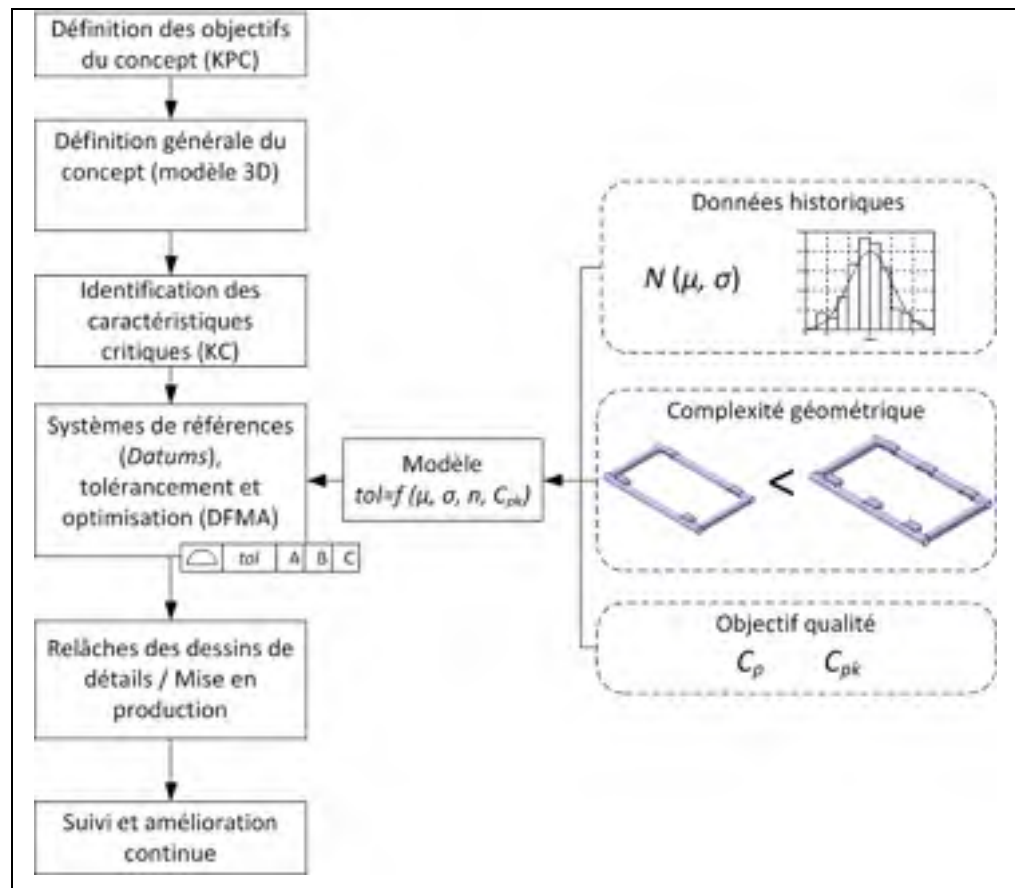 Définition des objectifs
du concept (KPC)
Définition générale du
concept (modèle 3D)
Identification des
caractéristiques
critiques (KC)
Systèmes de références
(Datums),
tolérancement et
optimisation (DFMA)
tol A B C
Relâches des dessins de
détails / Mise en
production
Suivi et amélioration
continue
Modèle
tol=f (μ, σ, n, Cpk)
Données historiques
N (μ, σ)
Complexité géométrique
<
Objectif qualité
Cp Cpk